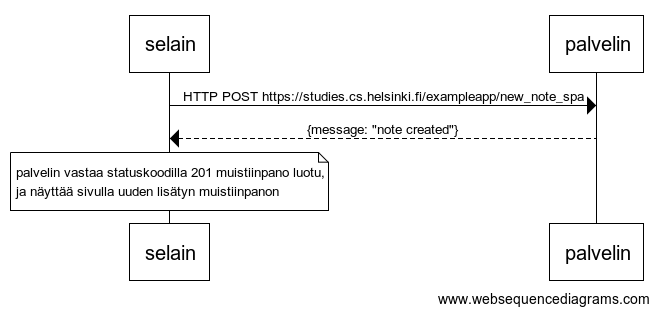 selain
palvelin
HTTP POST https://studies.cs.helsinki.fi/exampleapp/new_note_spa
{message: "note created"}
palvelin vastaa statuskoodilla 201 muistiinpano luotu,
ja näyttää sivulla uuden lisätyn muistiinpanon
selain
palvelin
www.websequencediagrams.com